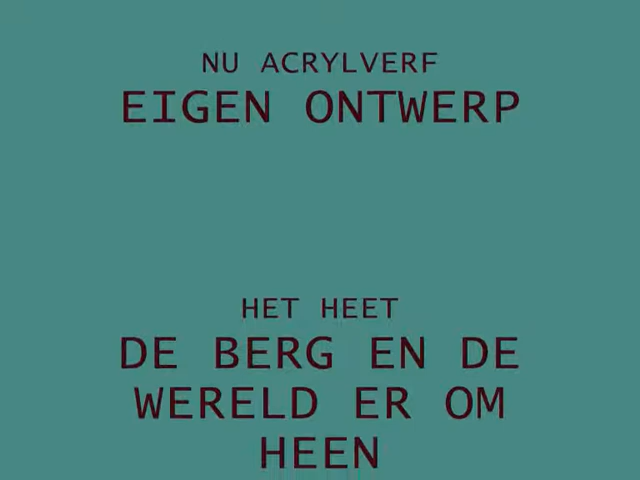 NU ACRYLVERF
EIGEN ONTWERP
HET HEET
DE BERG EN DE
WERELD ER OM
HEEN